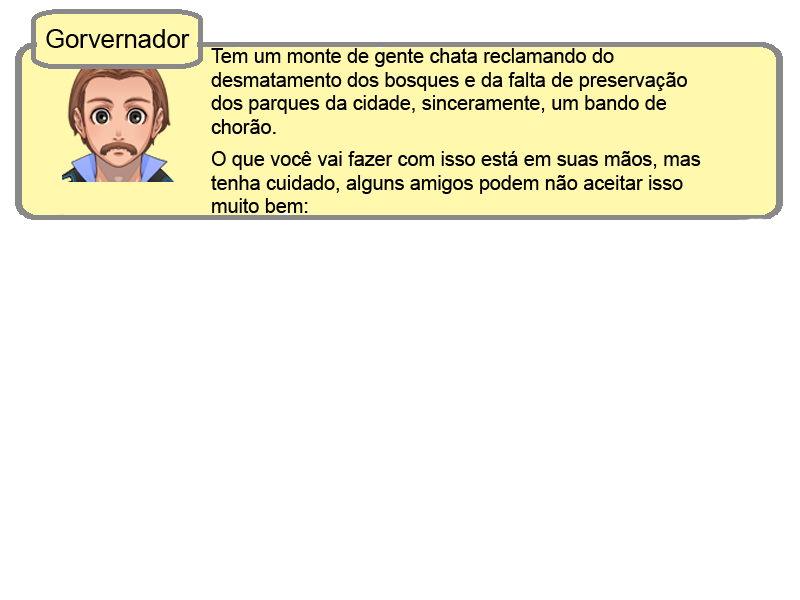 Gorvernador
Tem um monte de gente chata reclamando do
desmatamento dos bosques e da falta de preservação
dos parques da cidade, sinceramente, um bando de
chorão.
O que você vai fazer com isso está em suas mãos, mas
tenha cuidado, alguns amigos podem não aceitar isso
muito bem: